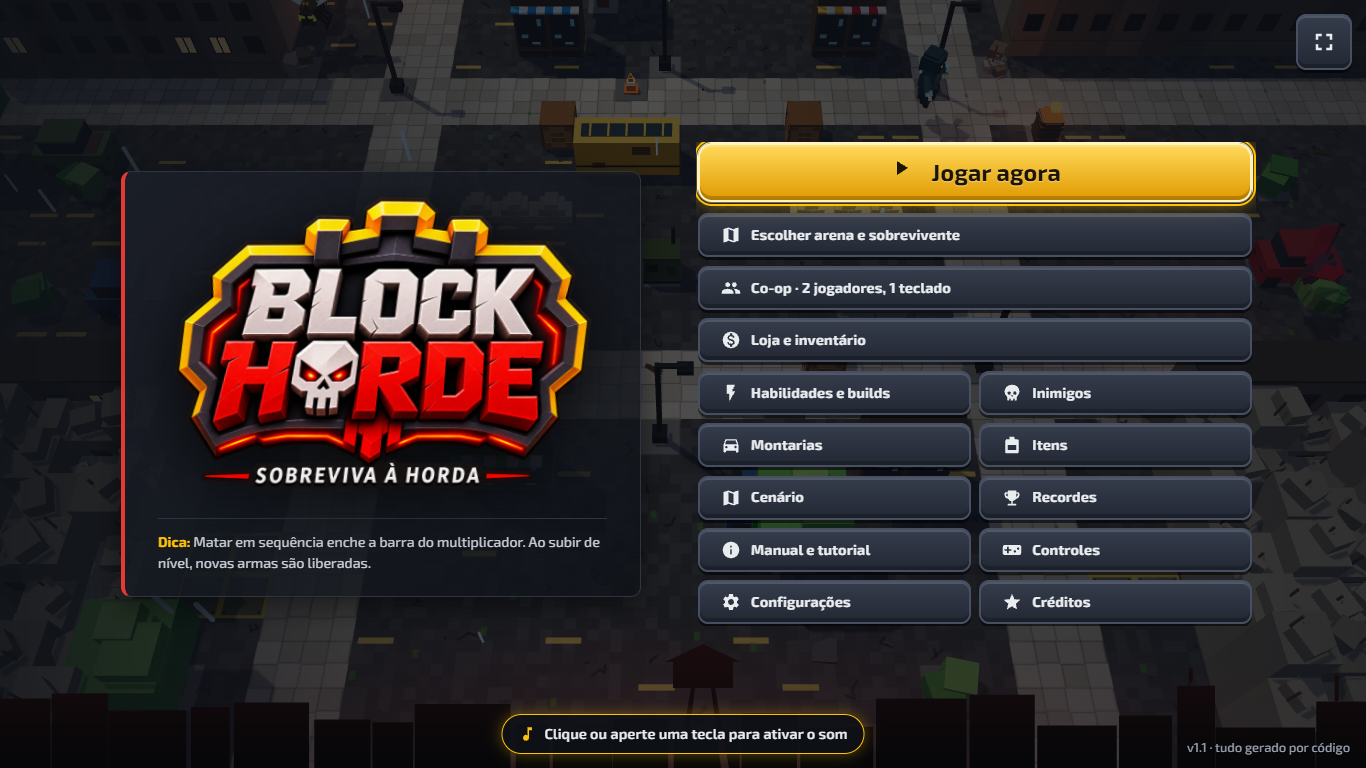 BLOCK
HORDE
SOBREVIVA À HORDA
Dica: Matar em sequência enche a barra do multiplicador. Ao subir de
nível, novas armas são liberadas.
Jogar agora
Escolher arena e sobrevivente
Co-op · 2 jogadores, 1 teclado
Loja e inventário
Habilidades e builds
Inimigos
Montarias
Itens
Cenário
Recordes
Manual e tutorial
Controles
Configurações
Créditos
Clique ou aperte uma tecla para ativar o som
v1.1 · tudo gerado por código